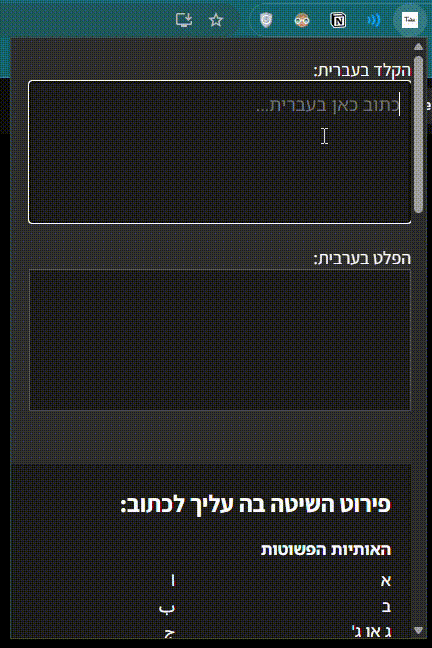 הקלד בעברית:
כתוב כאן בעברית...
הפלט בערבית:
פירוט השיטה בה עליך לכתוב:
האותיות הפשוטות
א ا
ב ب
ג או ג' ج